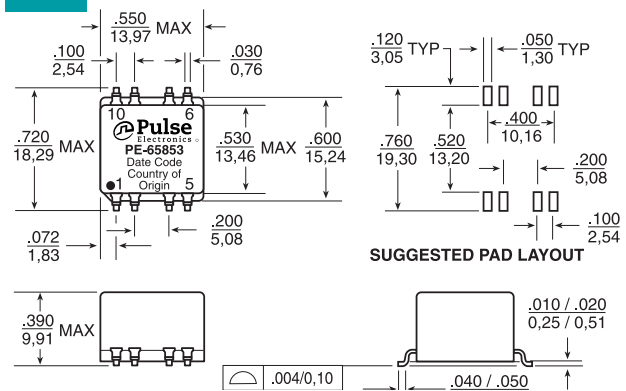 .550
13,97 MAX
.100
2,54
.030
0,76
.720
18,29 MAX
10 6
Pulse
Electronics
PE-65853
Date Code
Country of
Origin
1 5
.530
13,46 MAX
.600
15,24
.072
1,83
.200
5,08
.120
3,05 TYP
.050
1,30 TYP
.400
10,16
.760
19,30
.520
13,20
.200
5,08
.100
2,54
SUGGESTED PAD LAYOUT
.390
9,91 MAX
.004/0,10
.010 / .020
0,25 / 0,51
.040 / .050